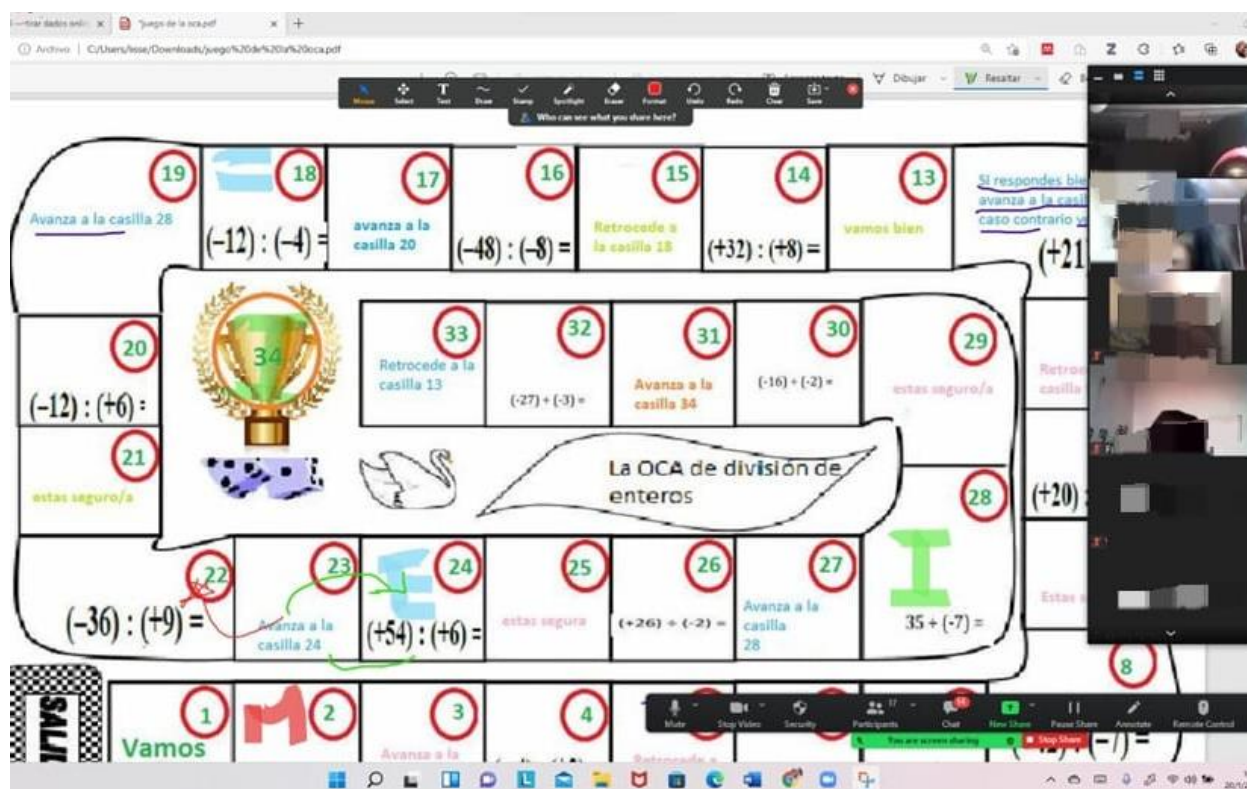 "juego de la oca.pdf
Archivo | C:/Users/lesse/Downloads/juego%20de%20la%20oca.pdf
Dibujar
Resaltar
Mouse Select Text Draw Stamp Spotlight Eraser Format Undo Redo Clear Save
Who can see what you share here?
19
Avanza a la casilla 28
18
(–12) : (–4) =
17
avanza a la
casilla 20
16
(–48) : (–8) =
15
Retrocede a
la casilla 18
14
(+32) : (+8) =
13
vamos bien
Si respondes bie
avanza a la casil
caso contrario
(+21)
20
(–12) : (+6) =
34
33
Retrocede a la
casilla 13
32
(-27) ÷ (-3) =
31
Avanza a la
casilla 34
30
(-16) ÷ (-2) =
29
estas seguro/a
Retroc
casilla
21
estas seguro/a
La OCA de división de
enteros
28
I
35 ÷ (-7) =
(+20) :
22
(–36) : (+9) =
23
Avanza a la
casilla 24
24
E
(+54) : (+6) =
25
estas segura
26
(+26) ÷ (-2) =
27
Avanza a la
casilla
28
Estas s
8
1
Vamos
M
2
3
Avanza a la
4
Retrocede a
Mute Stop Video Security Participants 17 Chat New Share Pause Share Annotate Remote Control
You are screen sharing Stop Share